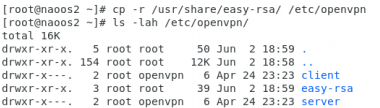 [root@naoos2 ~]# cp -r /usr/share/easy-rsa/ /etc/openvpn/
[root@naoos2 ~]# ls -lah /etc/openvpn/
total 16K
drwxr-xr-x.   5 root root     50 Jun  2 18:59 .
drwxr-xr-x. 154 root root    12K Jun  2 18:58 ..
drwxr-x---.   2 root openvpn   6 Apr 24 23:23 client
drwxr-xr-x.   3 root root     39 Jun  2 18:59 easy-rsa
drwxr-x---.   2 root openvpn   6 Apr 24 23:23 server